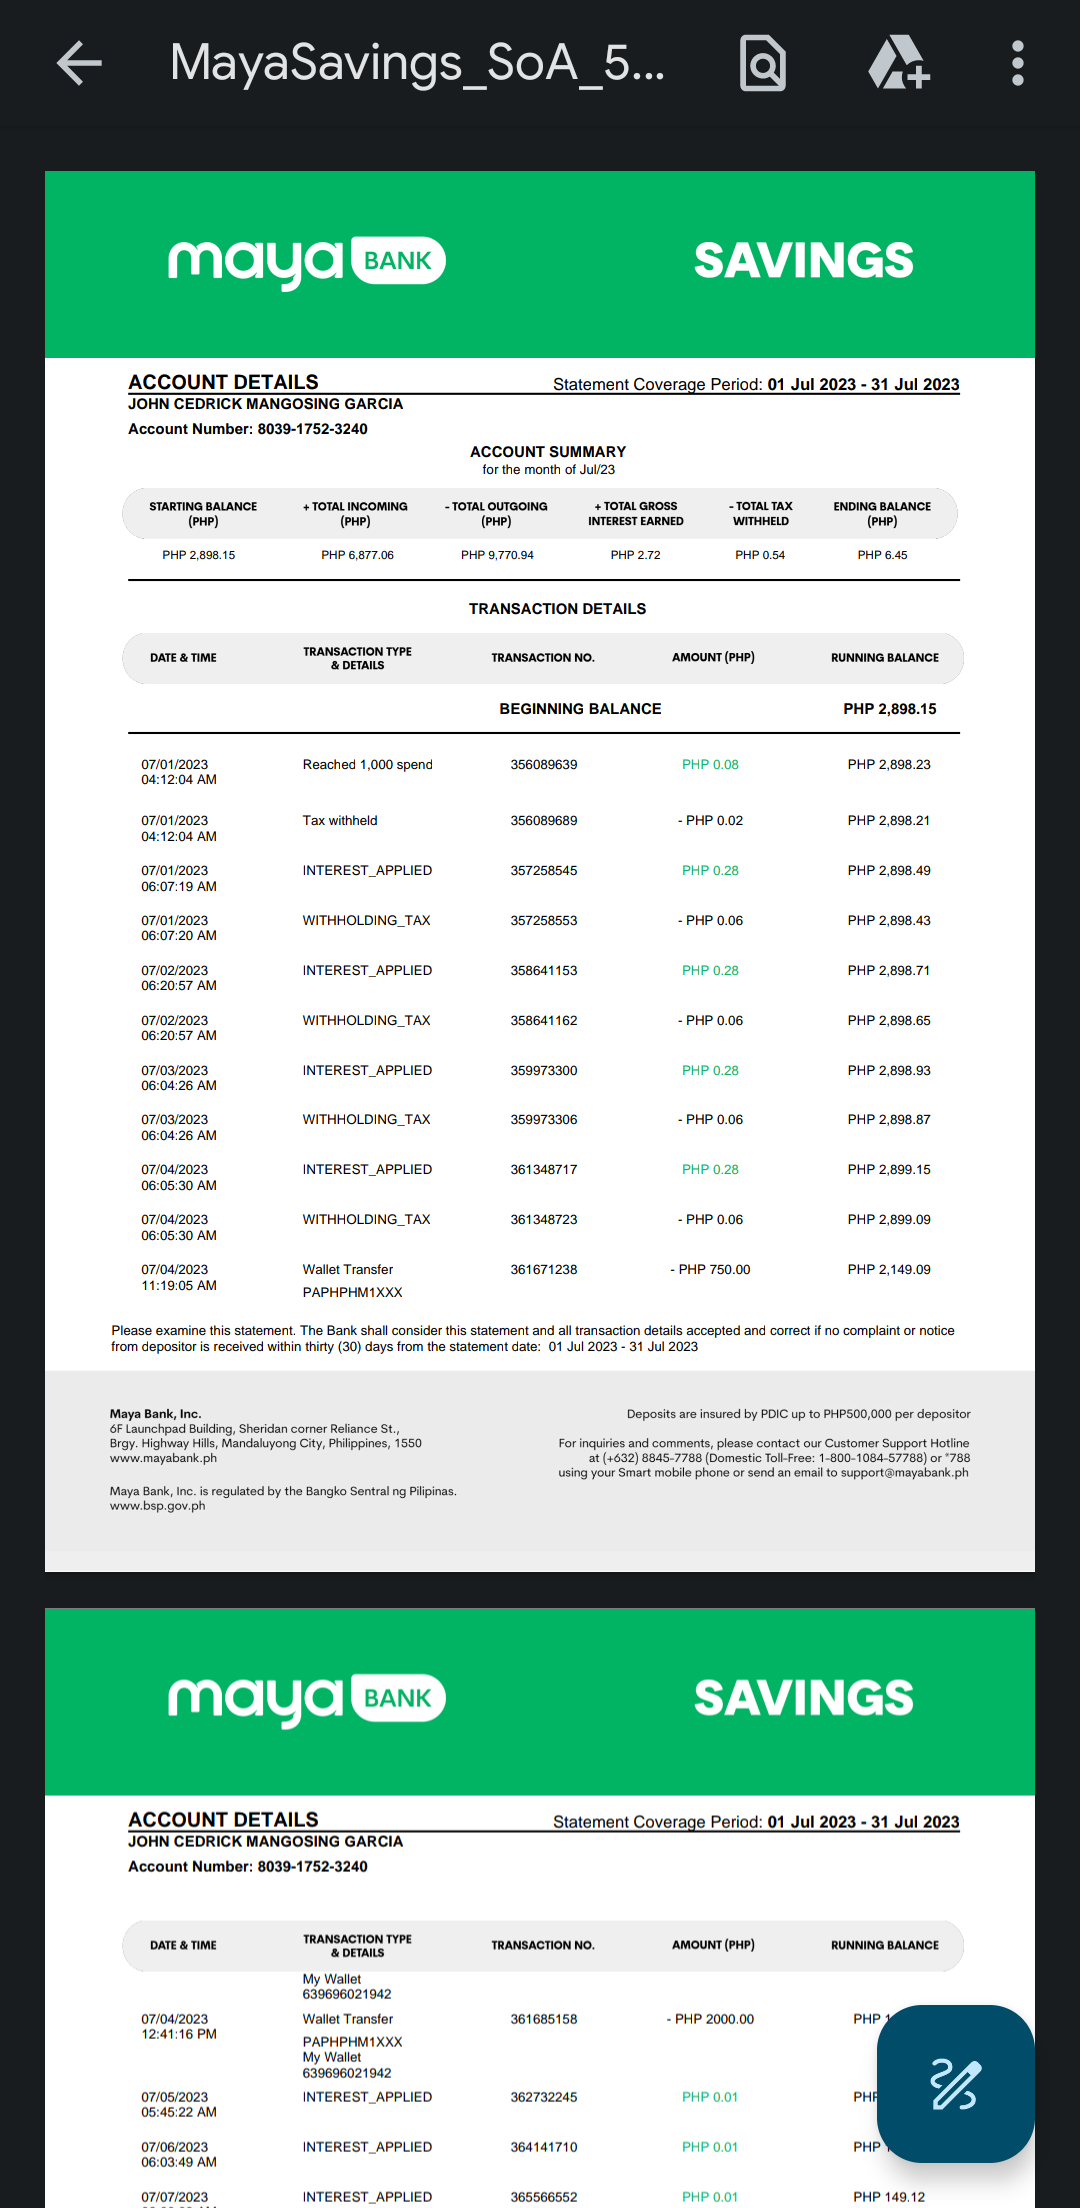 MayaSavings_SoA_5...
maya BANK SAVINGS
ACCOUNT DETAILS Statement Coverage Period: 01 Jul 2023 - 31 Jul 2023
JOHN CEDRICK MANGOSING GARCIA
Account Number: 8039-1752-3240
ACCOUNT SUMMARY
for the month of Jul/23
STARTING BALANCE + TOTAL INCOMING - TOTAL OUTGOING + TOTAL GROSS - TOTAL TAX ENDING BALANCE
(PHP) (PHP) (PHP) INTEREST EARNED WITHHELD (PHP)
PHP 2,898.15 PHP 6,877.06 PHP 9,770.94 PHP 2.72 PHP 0.54 PHP 6.45
TRANSACTION DETAILS
DATE & TIME TRANSACTION TYPE & DETAILS TRANSACTION NO. AMOUNT (PHP) RUNNING BALANCE
BEGINNING BALANCE PHP 2,898.15
07/01/2023 Reached 1,000 spend 356089639 PHP 0.08 PHP 2,898.23
04:12:04 AM
07/01/2023 Tax withheld 356089689 - PHP 0.02 PHP 2,898.21
04:12:04 AM
07/01/2023 INTEREST_APPLIED 357258545 PHP 0.28 PHP 2,898.49
06:07:19 AM
07/01/2023 WITHHOLDING_TAX 357258553 - PHP 0.06 PHP 2,898.43
06:07:20 AM
07/02/2023 INTEREST_APPLIED 358641153 PHP 0.28 PHP 2,898.71
06:20:57 AM
07/02/2023 WITHHOLDING_TAX 358641162 - PHP 0.06 PHP 2,898.65
06:20:57 AM
07/03/2023 INTEREST_APPLIED 359973300 PHP 0.28 PHP 2,898.93
06:04:26 AM
07/03/2023 WITHHOLDING_TAX 359973306 - PHP 0.06 PHP 2,898.87
06:04:26 AM
07/04/2023 INTEREST_APPLIED 361348717 PHP 0.28 PHP 2,899.15
06:05:30 AM
07/04/2023 WITHHOLDING_TAX 361348723 - PHP 0.06 PHP 2,899.09
06:05:30 AM
07/04/2023 Wallet Transfer 361671238 - PHP 750.00 PHP 2,149.09
11:19:05 AM
PAPHPHM1XXX
Please examine this statement. The Bank shall consider this statement and all transaction details accepted and correct if no complaint or notice
from depositor is received within thirty (30) days from the statement date: 01 Jul 2023 - 31 Jul 2023
Maya Bank, Inc.
6F Launchpad Building, Sheridan corner Reliance St.,
Brgy. Highway Hills, Mandaluyong City, Philippines, 1550
www.mayabank.ph
Maya Bank, Inc. is regulated by the Bangko Sentral ng Pilipinas.
www.bsp.gov.ph
Deposits are insured by PDIC up to PHP500,000 per depositor
For inquiries and comments, please contact our Customer Support Hotline
at (+632) 8845-7788 (Domestic Toll-Free: 1-800-1084-57788) or *788
using your Smart mobile phone or send an email to support@mayabank.ph
maya BANK SAVINGS
ACCOUNT DETAILS Statement Coverage Period: 01 Jul 2023 - 31 Jul 2023
JOHN CEDRICK MANGOSING GARCIA
Account Number: 8039-1752-3240
DATE & TIME TRANSACTION TYPE & DETAILS TRANSACTION NO. AMOUNT (PHP) RUNNING BALANCE
My Wallet
639696021942
07/04/2023 Wallet Transfer 361685158 - PHP 2000.00 PHP
12:41:16 PM
PAPHPHM1XXX
My Wallet
639696021942
07/05/2023 INTEREST_APPLIED 362732245 PHP 0.01 PHP
05:45:22 AM
07/06/2023 INTEREST_APPLIED 364141710 PHP 0.01 PHP
06:03:49 AM
07/07/2023 INTEREST_APPLIED 365566552 PHP 0.01 PHP 149.12